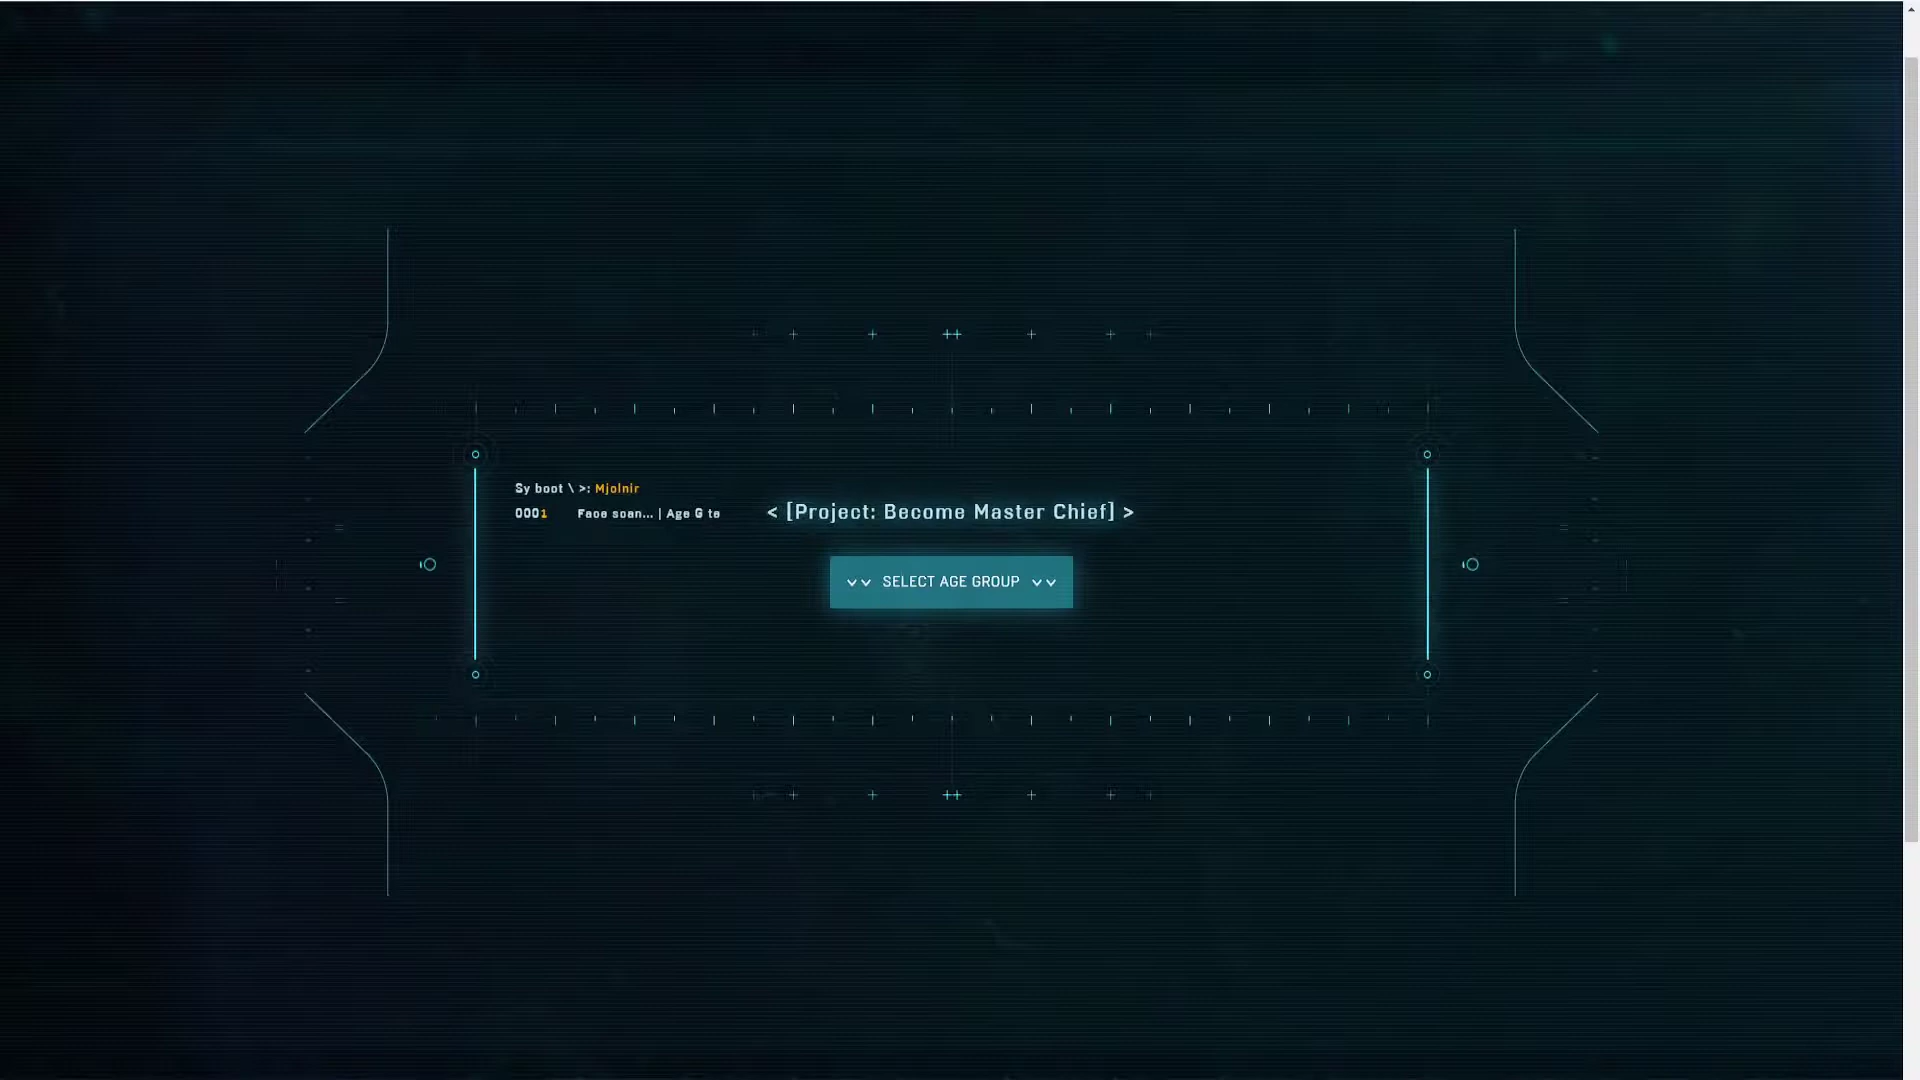 Sy boot \ >: Mjolnir
0001 Face scan... | Age G te
< [Project: Become Master Chief] >
SELECT AGE GROUP